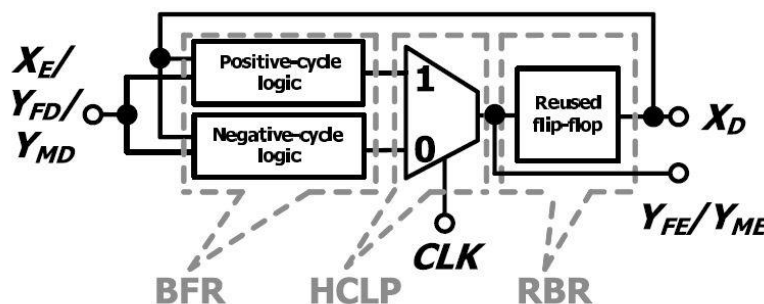 X_E/
Y_FD/
Y_MD
Positive-cycle
logic
Negative-cycle
logic
1
0
CLK
Reused
flip-flop
X_D
Y_FE/Y_ME
BFR
HCLP
RBR